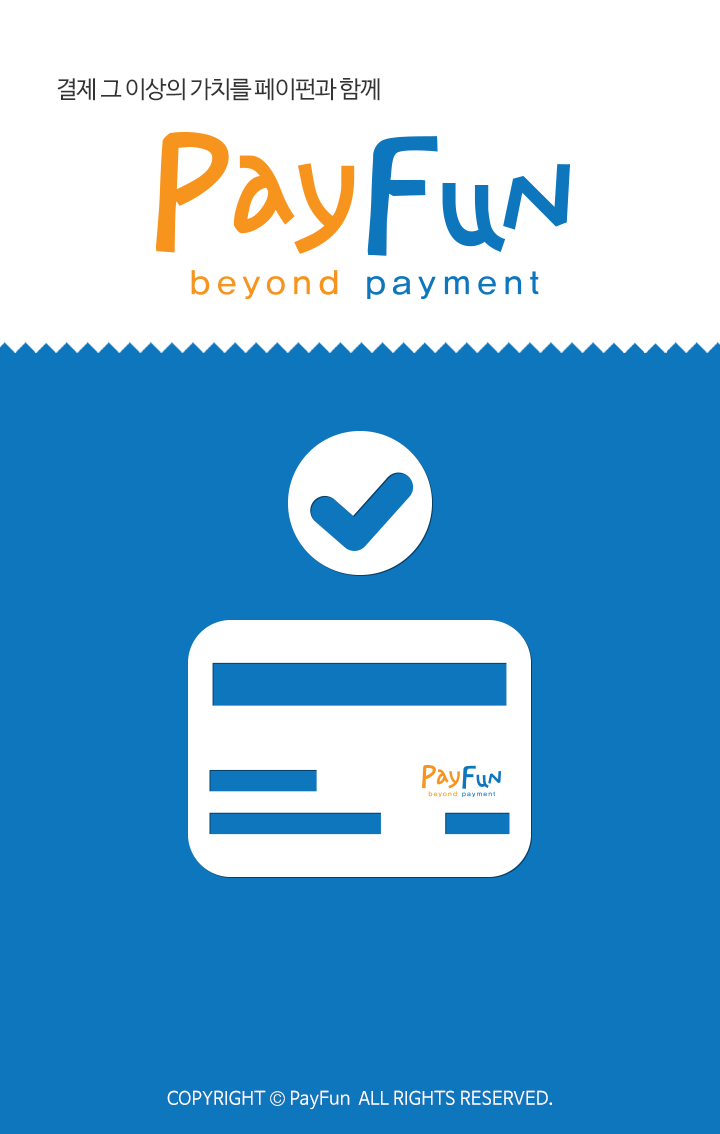 결제 그 이상의 가치를 페이펀과 함께
PayFun
beyond payment
PayFun
beyond payment
COPYRIGHT © PayFun ALL RIGHTS RESERVED.